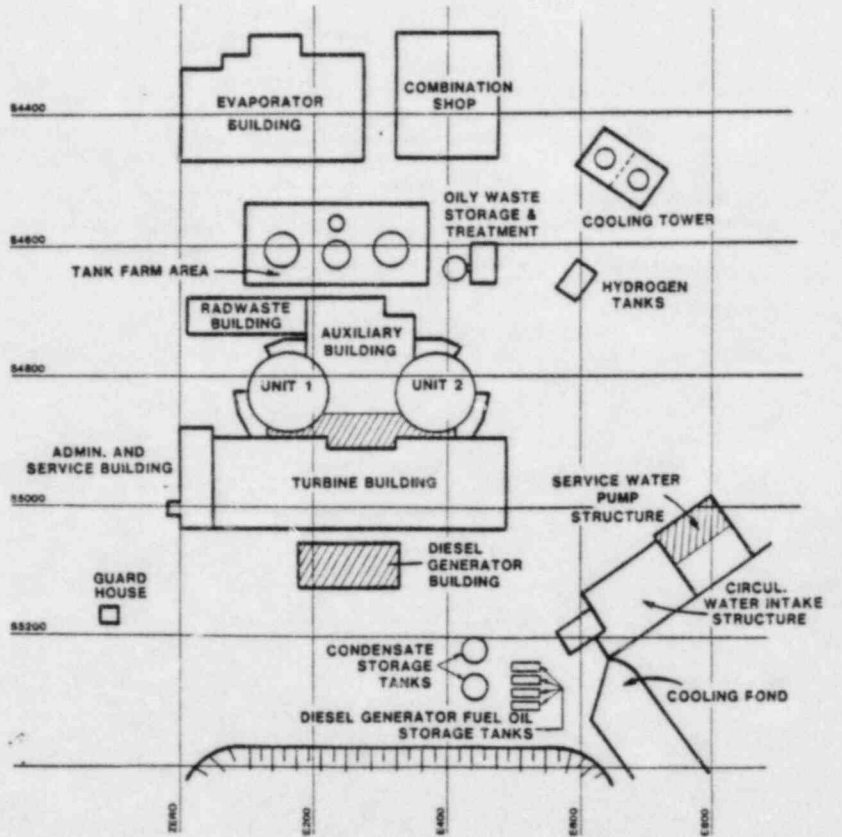 EVAPORATOR
BUILDING
COMBINATION
SHOP
S4400
OILY WASTE
STORAGE &
TREATMENT
COOLING TOWER
S4600
TANK FARM AREA
HYDROGEN
TANKS
RADWASTE
BUILDING
AUXILIARY
BUILDING
S4800
UNIT 1
UNIT 2
ADMIN. AND
SERVICE BUILDING
TURBINE BUILDING
SERVICE WATER
PUMP
STRUCTURE
S5000
DIESEL
GENERATOR
BUILDING
GUARD
HOUSE
CIRCUL.
WATER INTAKE
STRUCTURE
S5200
CONDENSATE
STORAGE
TANKS
COOLING POND
DIESEL GENERATOR FUEL OIL
STORAGE TANKS
ZERO
E200
E400
E600
E800